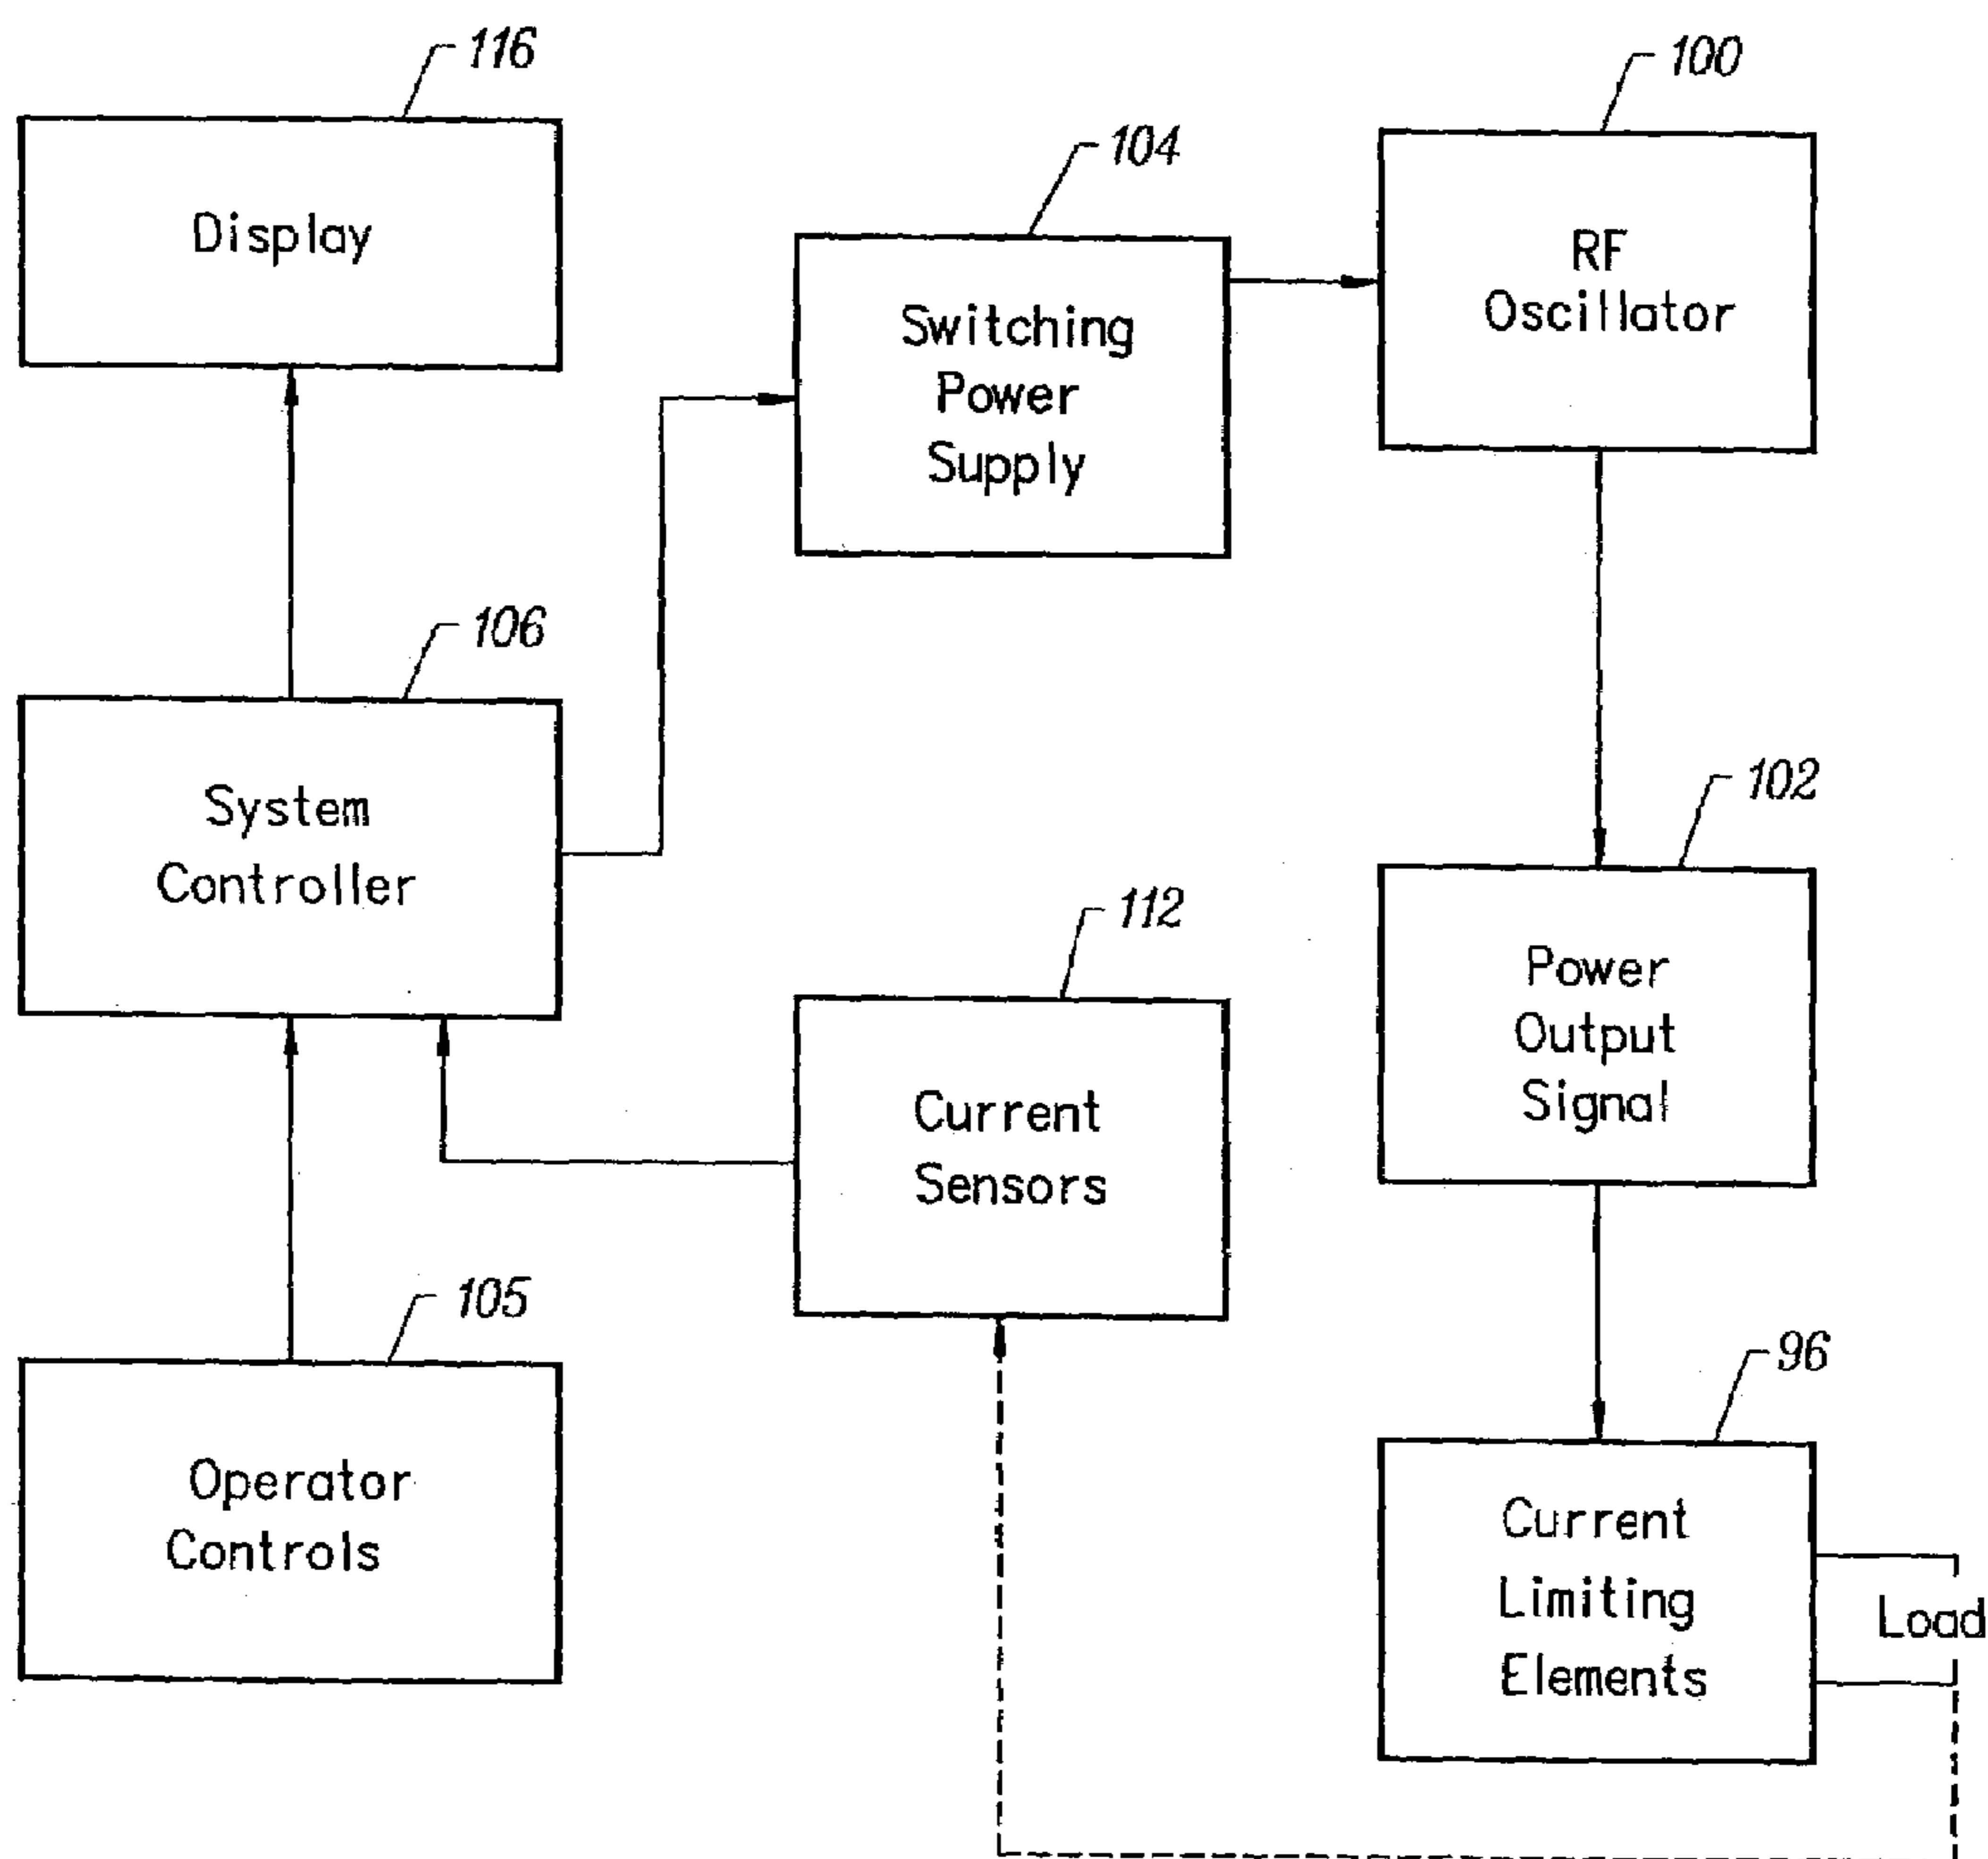 116
Display
100
RF
Oscillator
104
Switching
Power
Supply
106
System
Controller
102
Power
Output
Signal
112
Current
Sensors
105
Operator
Controls
96
Current
Limiting
Elements
Load